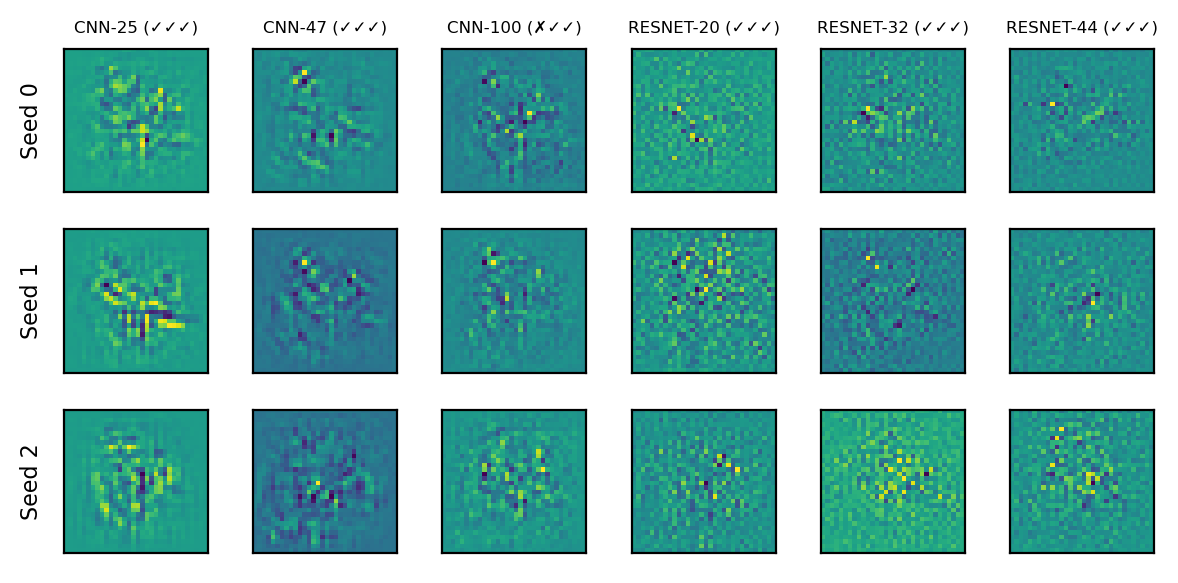 CNN-25 (✓✓✓) CNN-47 (✓✓✓) CNN-100 (✗✓✓) RESNET-20 (✓✓✓) RESNET-32 (✓✓✓) RESNET-44 (✓✓✓)
Seed 0
Seed 1
Seed 2